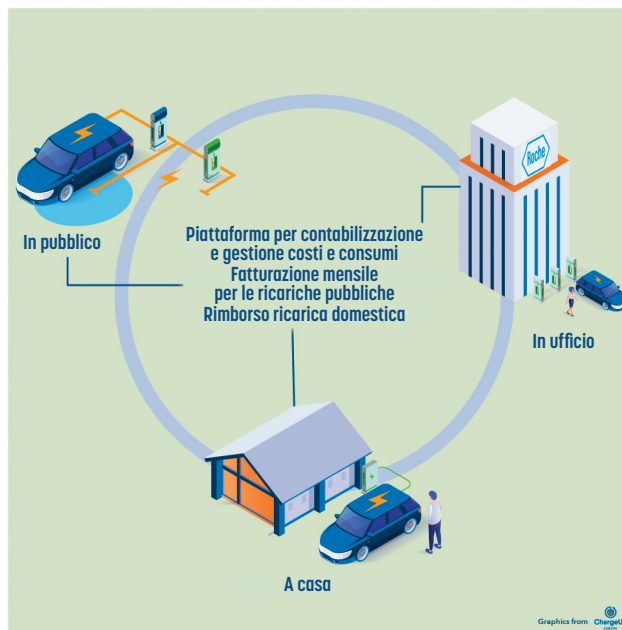 Roche
In pubblico
Piattaforma per contabilizzazione
e gestione costi e consumi
Fatturazione mensile
per le ricariche pubbliche
Rimborso ricarica domestica
In ufficio
A casa
Graphics from